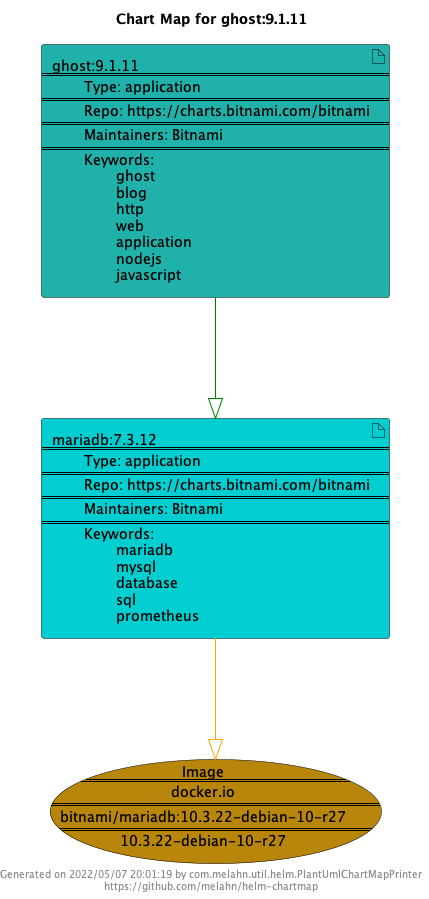 Chart Map for ghost:9.1.11
ghost:9.1.11
Type: application
Repo: https://charts.bitnami.com/bitnami
Maintainers: Bitnami
Keywords:
ghost
blog
http
web
application
nodejs
javascript
mariadb:7.3.12
Type: application
Repo: https://charts.bitnami.com/bitnami
Maintainers: Bitnami
Keywords:
mariadb
mysql
database
sql
prometheus
Image
docker.io
bitnami/mariadb:10.3.22-debian-10-r27
10.3.22-debian-10-r27
Generated on 2022/05/07 20:01:19 by com.melahn.util.helm.PlantUmlChartMapPrinter
https://github.com/melahn/helm-chartmap